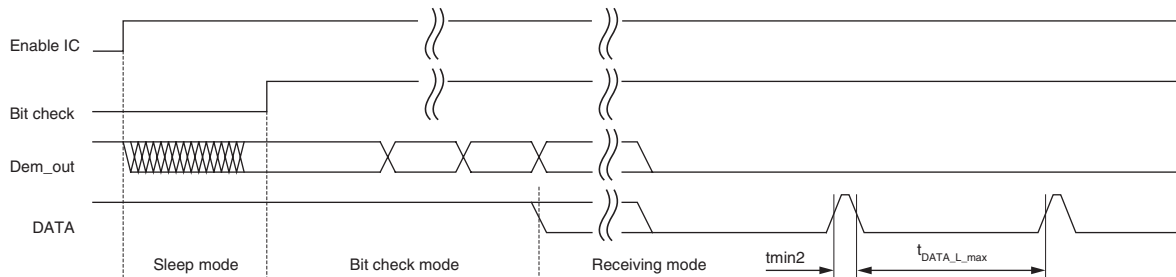 Enable IC
Bit check
Dem_out
DATA
Sleep mode
Bit check mode
Receiving mode
tmin2
tDATA_L_max